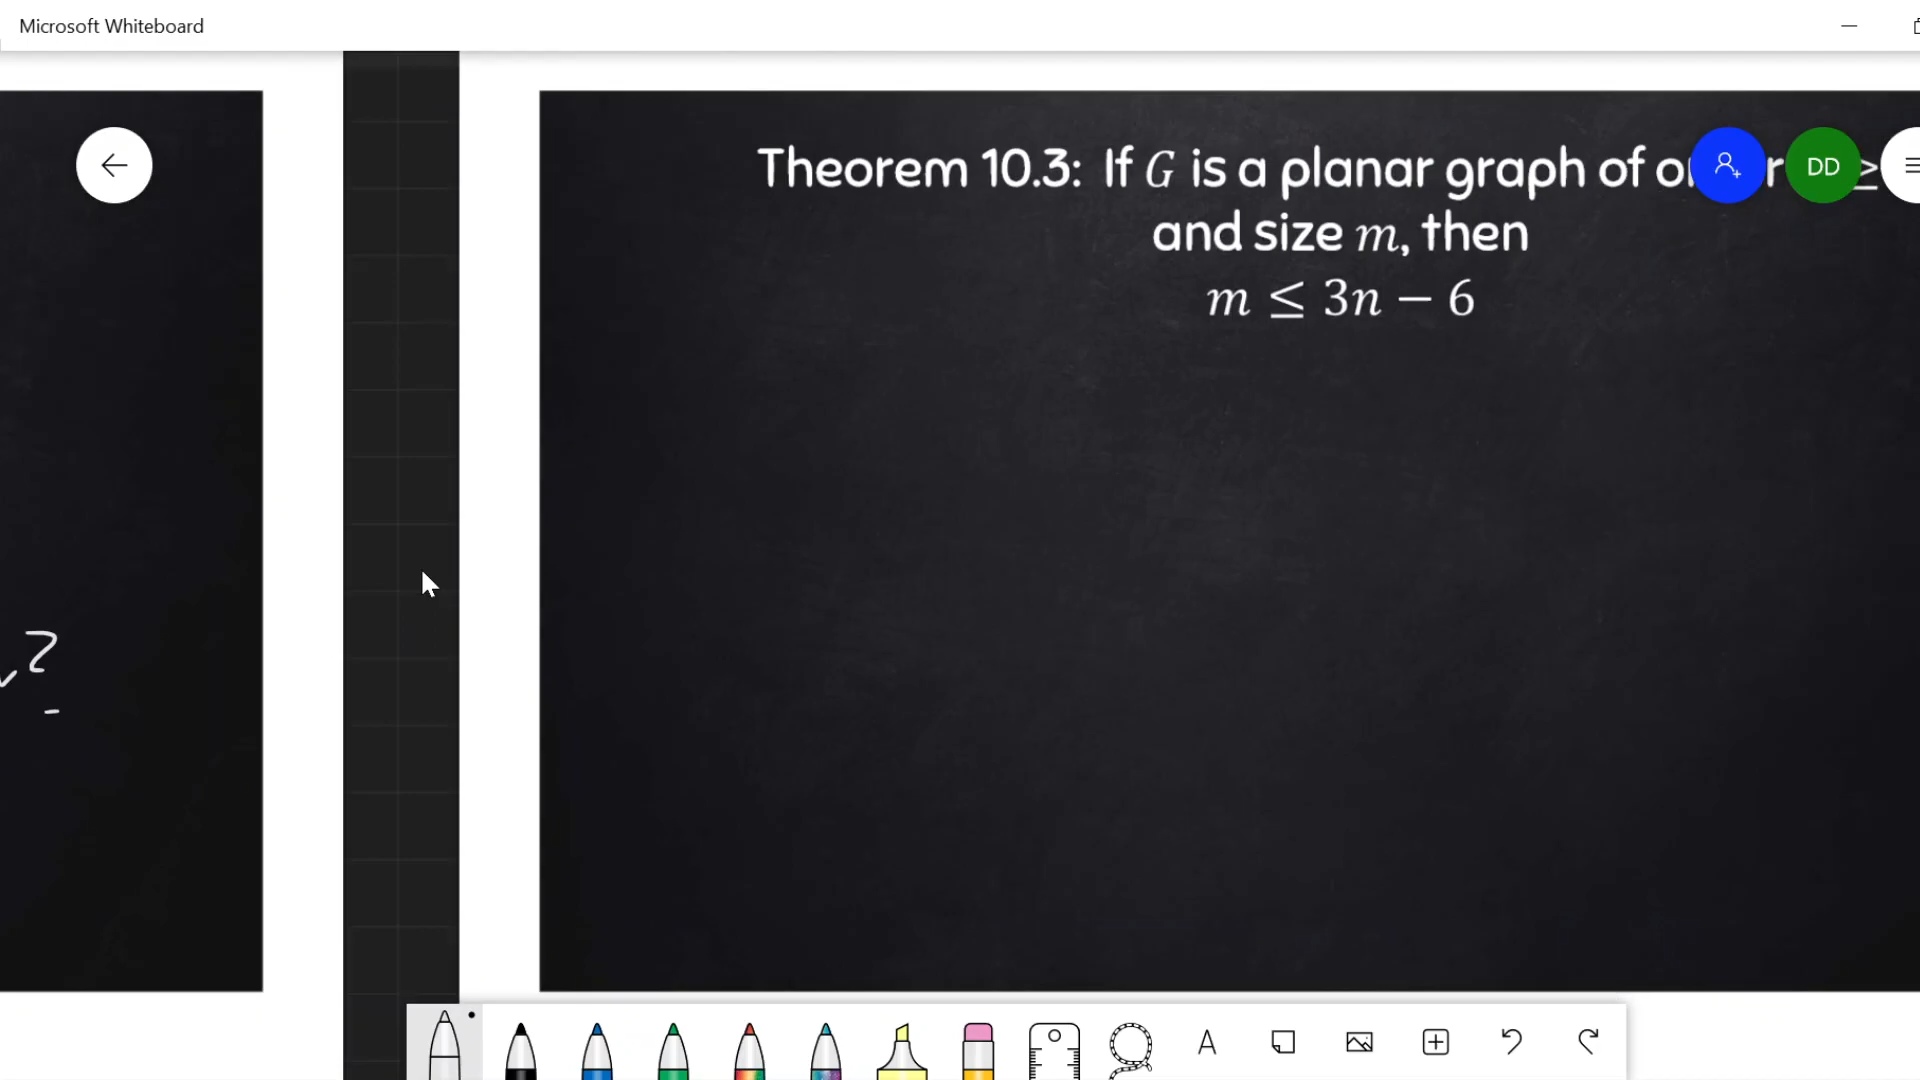 Microsoft Whiteboard
Theorem 10.3: If G is a planar graph of ≥
DD
and size m, then
m ≤ 3n − 6
?
A